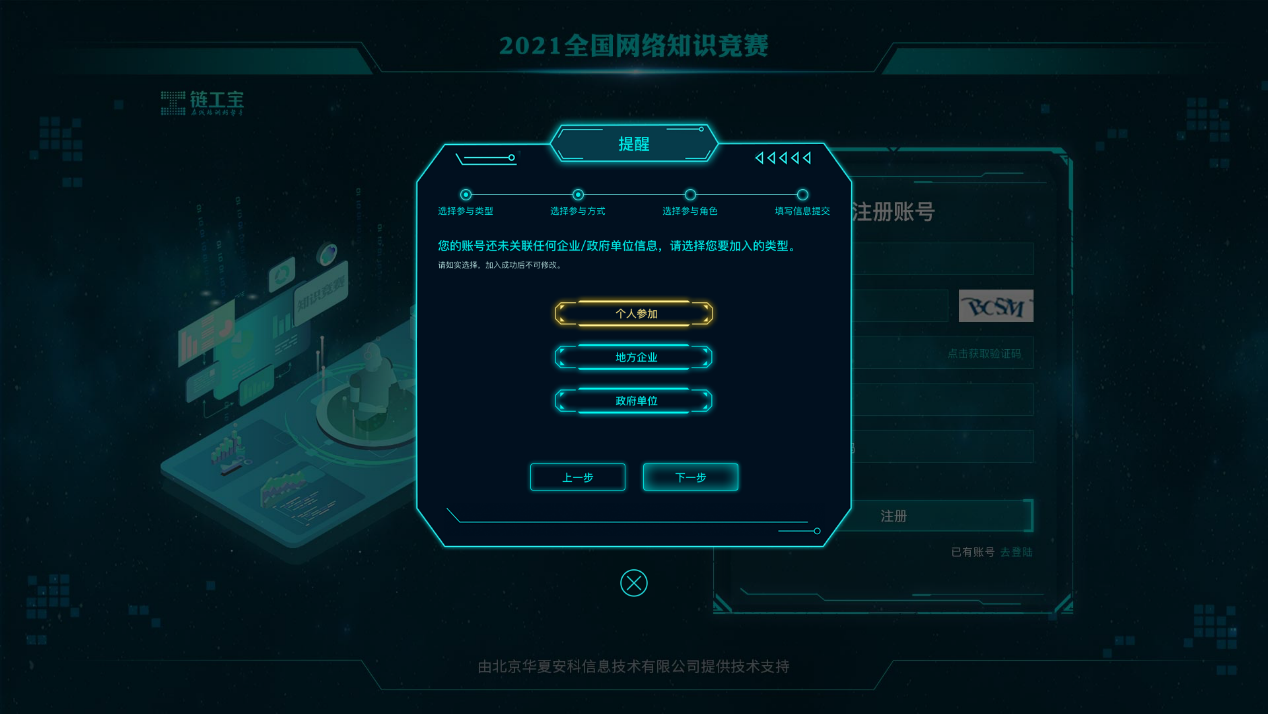 2021全国网络知识竞赛
链工宝
提醒
选择参与类型
选择参与方式
选择参与角色
填写信息提交
注册账号
您的账号还未关联任何企业/政府单位信息，请选择您要加入的类型。
请如实选择，加入成功后不可修改。
知识竞赛
BCSM
个人参加
点击获取验证码
地方企业
政府单位
上一步
下一步
注册
已有账号 去登陆
由北京华夏安科信息技术有限公司提供技术支持